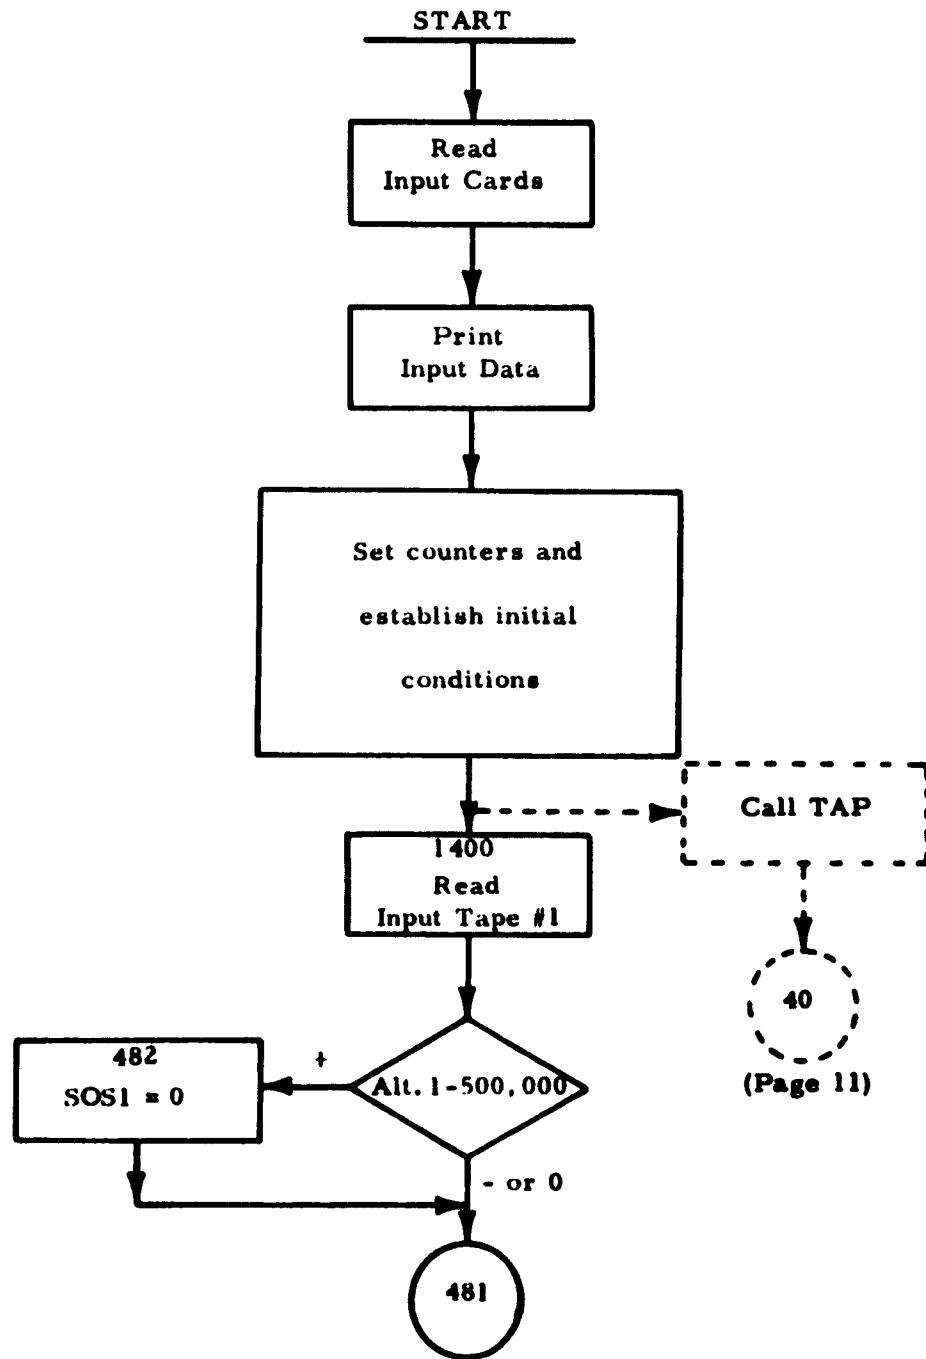 START
Read
Input Cards
Print
Input Data
Set counters and
establish initial
conditions
Call TAP
1400
Read
Input Tape #1
40
(Page 11)
482
SOS1 = 0
+
Alt. 1-500,000
- or 0
481